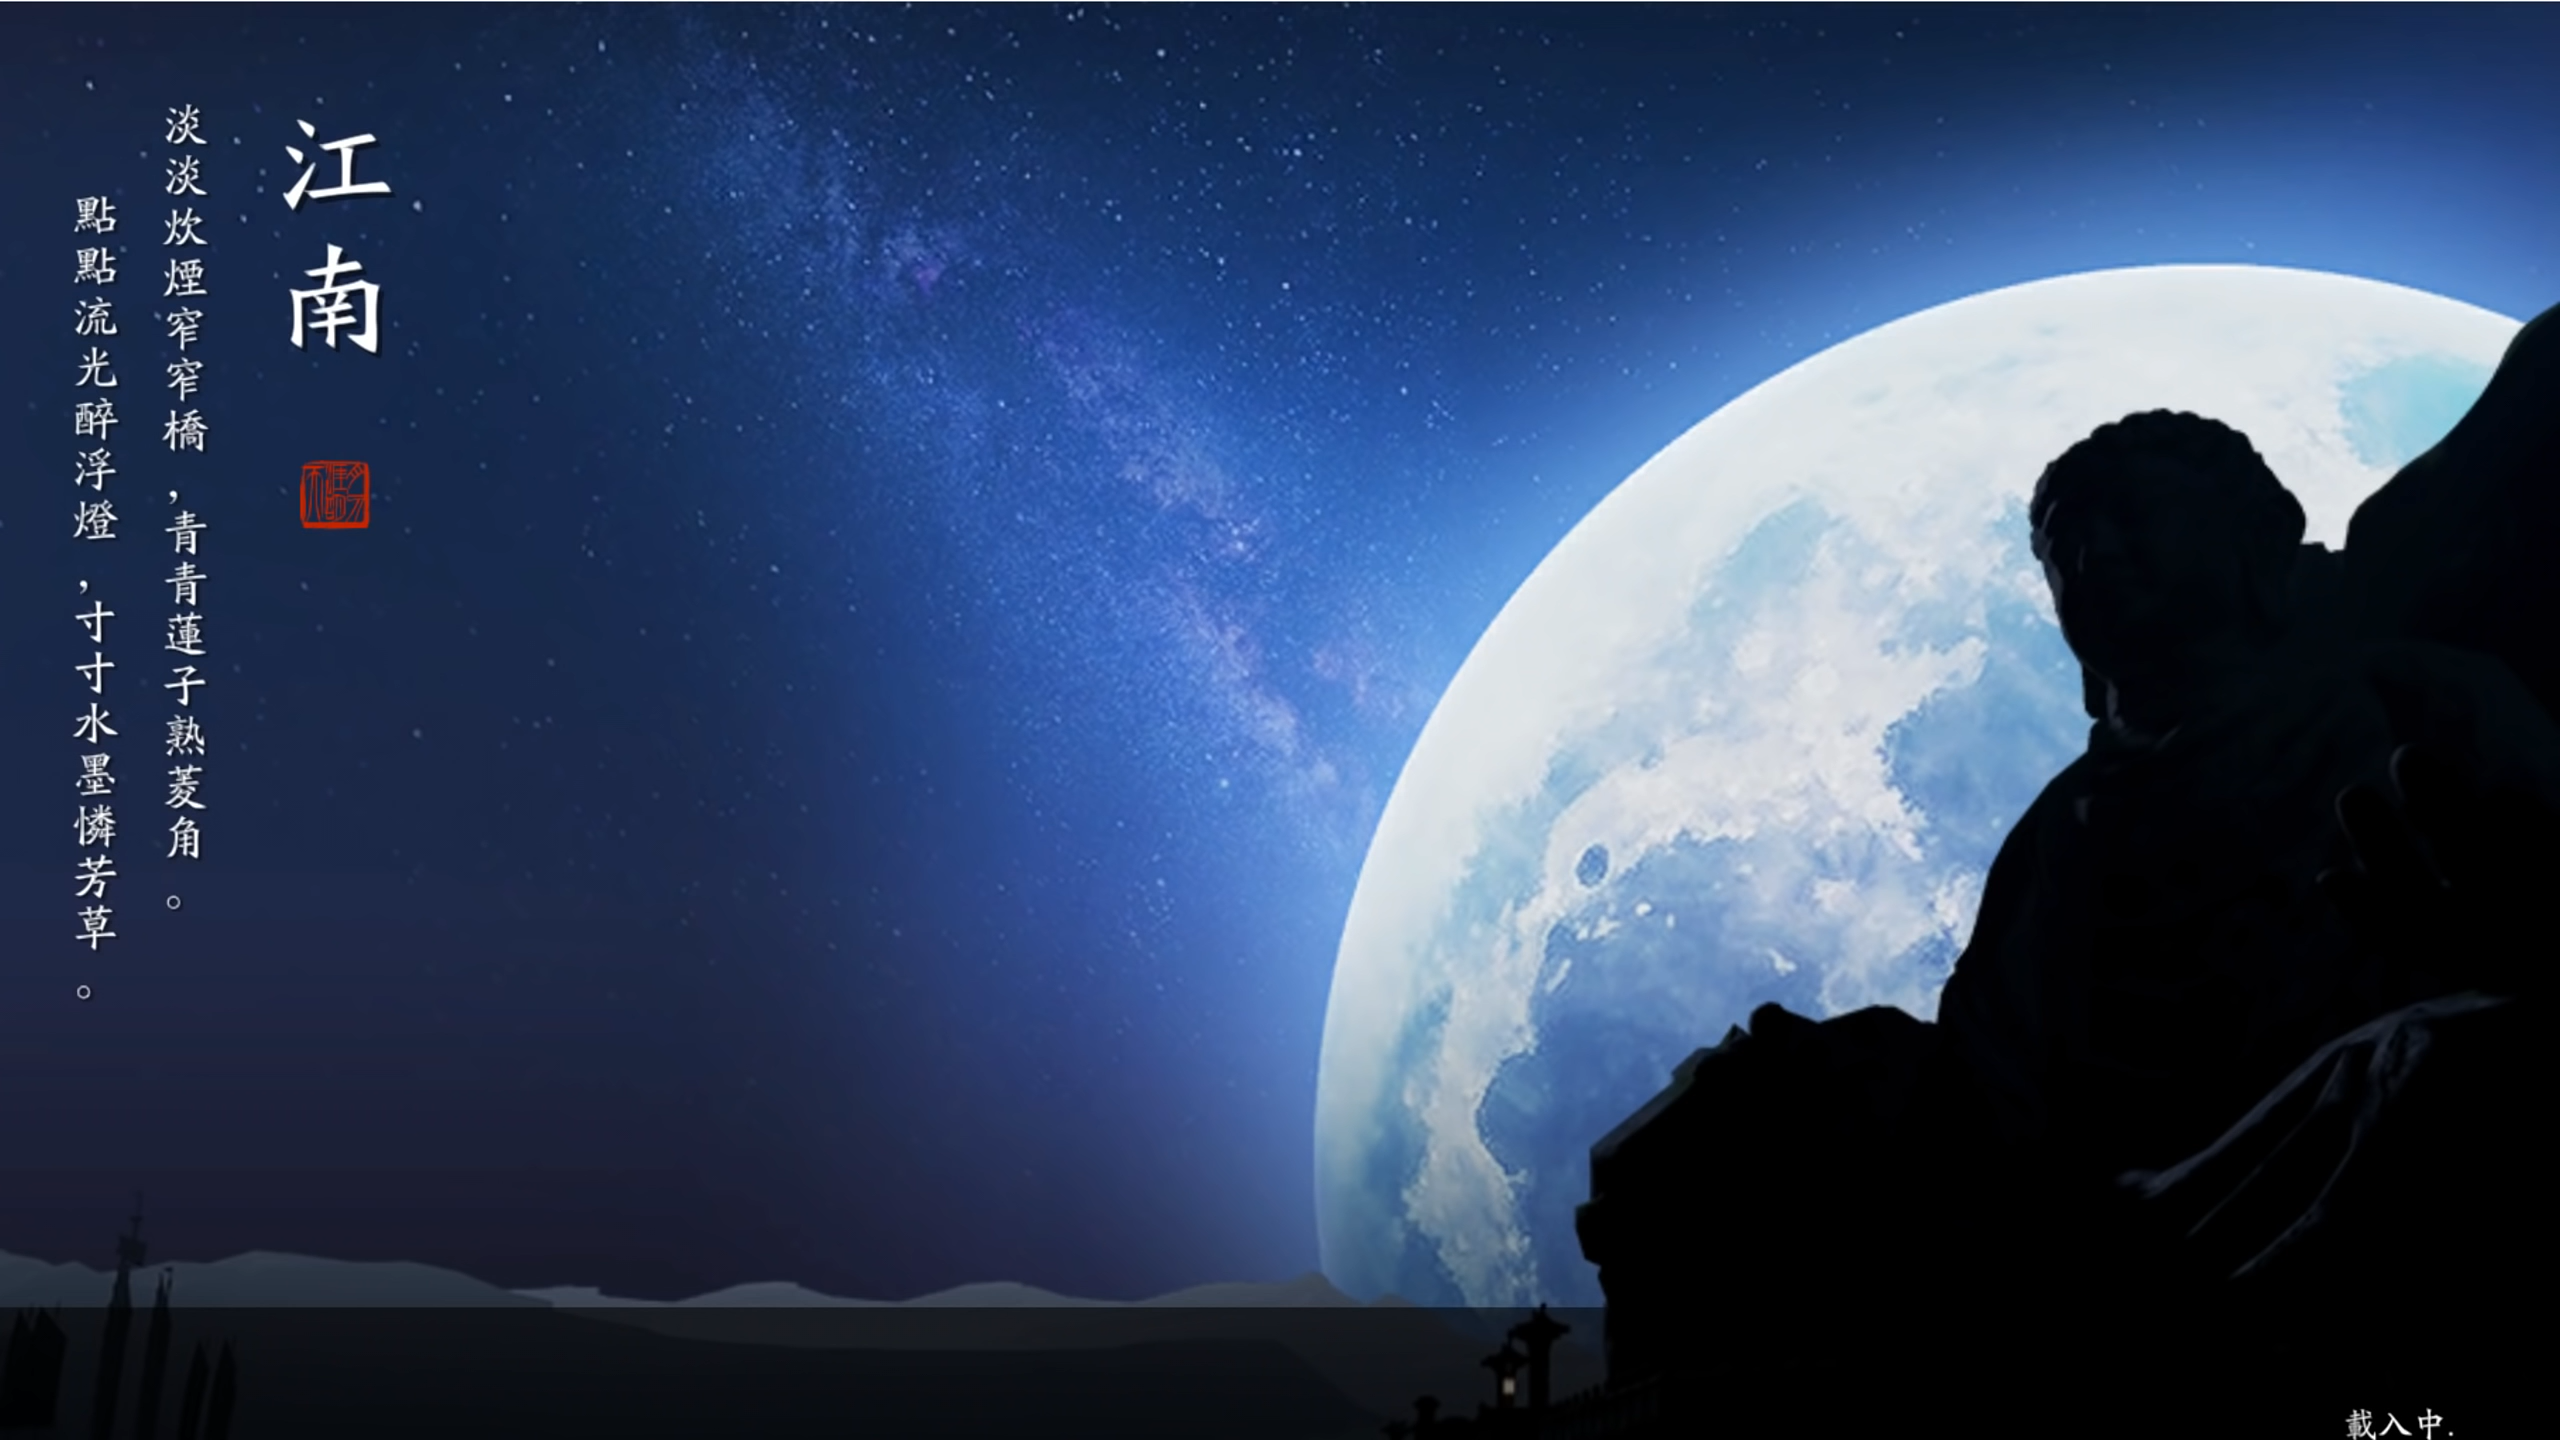 江南
淡淡炊煙窄窄橋，青青蓮子熟菱角。
點點流光醉浮燈，寸寸水墨憐芳草。
載入中.